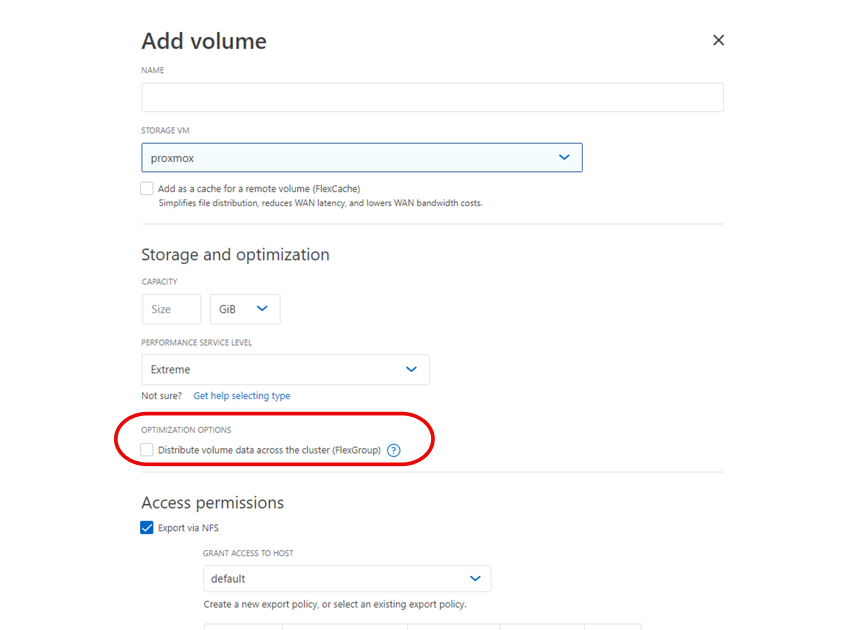 Add volume
NAME
STORAGE VM
proxmox
Add as a cache for a remote volume (FlexCache)
Simplifies file distribution, reduces WAN latency, and lowers WAN bandwidth costs.
Storage and optimization
CAPACITY
Size GiB
PERFORMANCE SERVICE LEVEL
Extreme
Not sure? Get help selecting type
OPTIMIZATION OPTIONS
Distribute volume data across the cluster (FlexGroup) ?
Access permissions
Export via NFS
GRANT ACCESS TO HOST
default
Create a new export policy, or select an existing export policy.